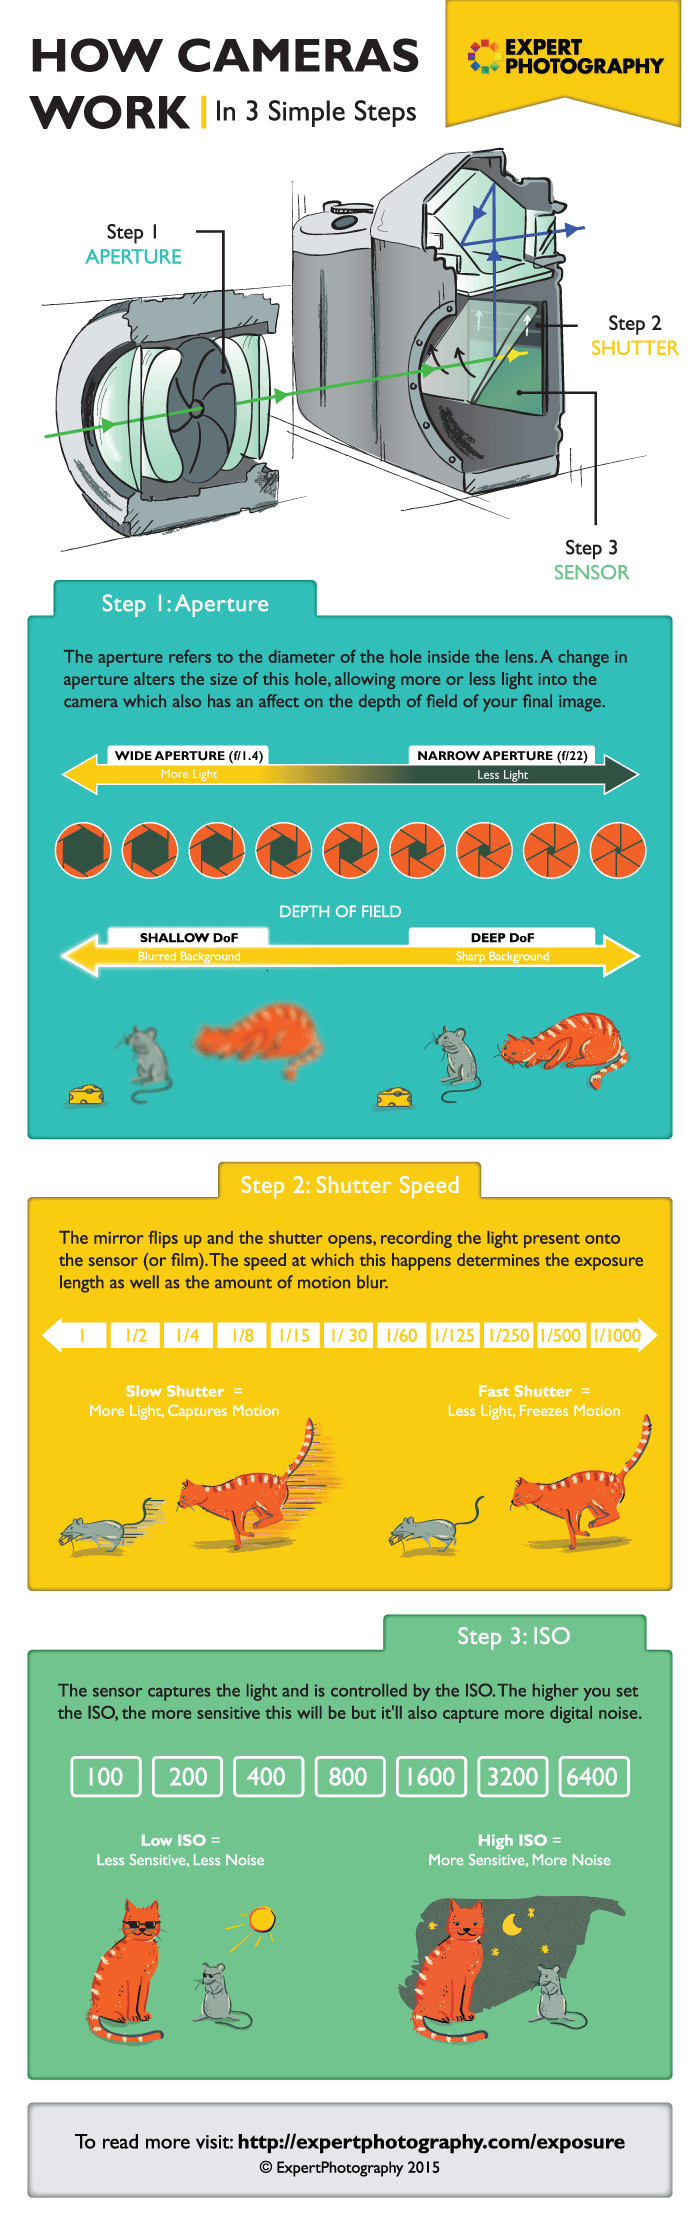 HOW CAMERAS
WORK | In 3 Simple Steps
EXPERT
PHOTOGRAPHY
Step 1
APERTURE
Step 2
SHUTTER
Step 3
SENSOR
Step 1: Aperture
The aperture refers to the diameter of the hole inside the lens. A change in
aperture alters the size of this hole, allowing more or less light into the
camera which also has an affect on the depth of field of your final image.
WIDE APERTURE (f/1.4)
More Light
NARROW APERTURE (f/22)
Less Light
DEPTH OF FIELD
SHALLOW DoF
Blurred Background
DEEP DoF
Sharp Background
Step 2: Shutter Speed
The mirror flips up and the shutter opens, recording the light present onto
the sensor (or film). The speed at which this happens determines the exposure
length as well as the amount of motion blur.
1 1/2 1/4 1/8 1/15 1/ 30 1/60 1/125 1/250 1/500 1/1000
Slow Shutter =
More Light, Captures Motion
Fast Shutter =
Less Light, Freezes Motion
Step 3: ISO
The sensor captures the light and is controlled by the ISO. The higher you set
the ISO, the more sensitive this will be but it'll also capture more digital noise.
100 200 400 800 1600 3200 6400
Low ISO =
Less Sensitive, Less Noise
High ISO =
More Sensitive, More Noise
To read more visit: http://expertphotography.com/exposure
© ExpertPhotography 2015